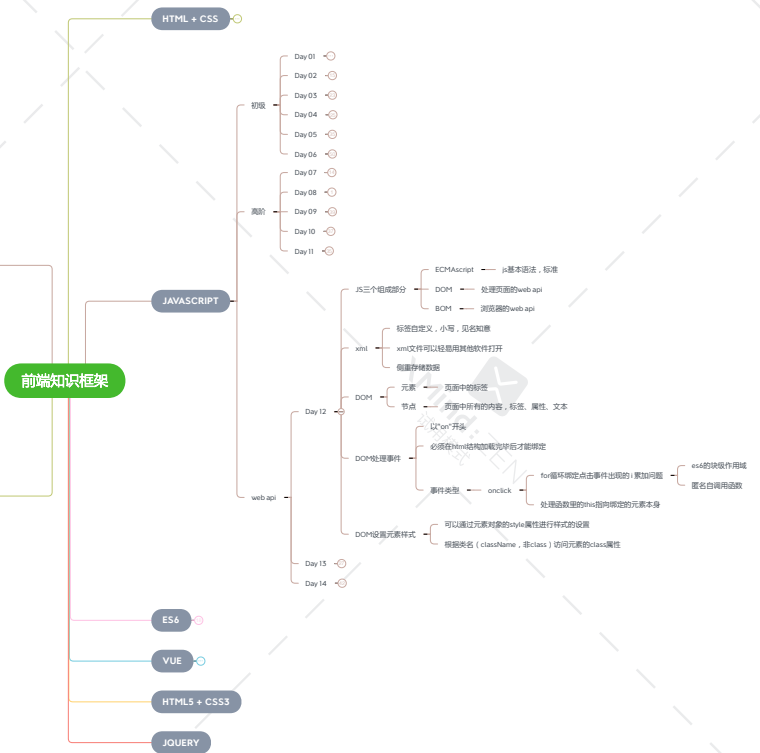 HTML + CSS
Day 01
Day 02
Day 03
初级
Day 04
Day 05
Day 06
Day 07
Day 08
高阶
Day 09
Day 10
Day 11
JAVASCRIPT
JS三个组成部分
ECMAscript
js基本语法，标准
DOM
处理页面的web api
BOM
浏览器的web api
xml
标签自定义，小写，见名知意
xml文件可以轻易用其他软件打开
侧重存储数据
前端知识框架
DOM
元素
页面中的标签
节点
页面中所有的内容，标签、属性、文本
Day 12
DOM处理事件
以"on"开头
必须在html结构加载完毕后才能绑定
事件类型
onclick
for循环绑定点击事件出现的 i 累加问题
es6的块级作用域
匿名自调用函数
处理函数里的this指向绑定的元素本身
web api
DOM设置元素样式
可以通过元素对象的style属性进行样式的设置
根据类名（className，非class）访问元素的class属性
Day 13
Day 14
ES6
VUE
HTML5 + CSS3
JQUERY
XMind: ZEN
试用模式